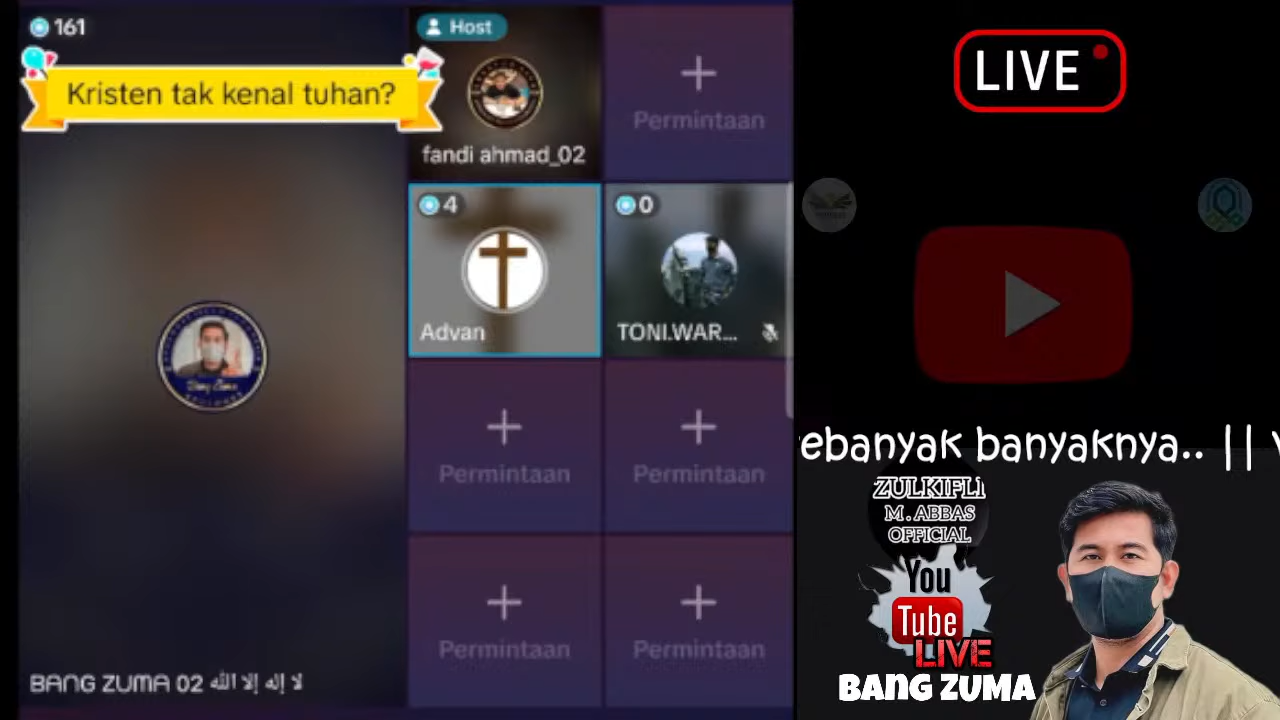 161
Kristen tak kenal tuhan?
Host
fandi ahmad_02
Permintaan
4
Advan
0
TONI.WAR...
Permintaan
Permintaan
Permintaan
Permintaan
BANG ZUMA 02 لا إله إلا الله
LIVE
ebanyak banyaknya.. ||
ZULKIFLI
M.ABBAS
OFFICIAL
You
Tube
LIVE
BANG ZUMA